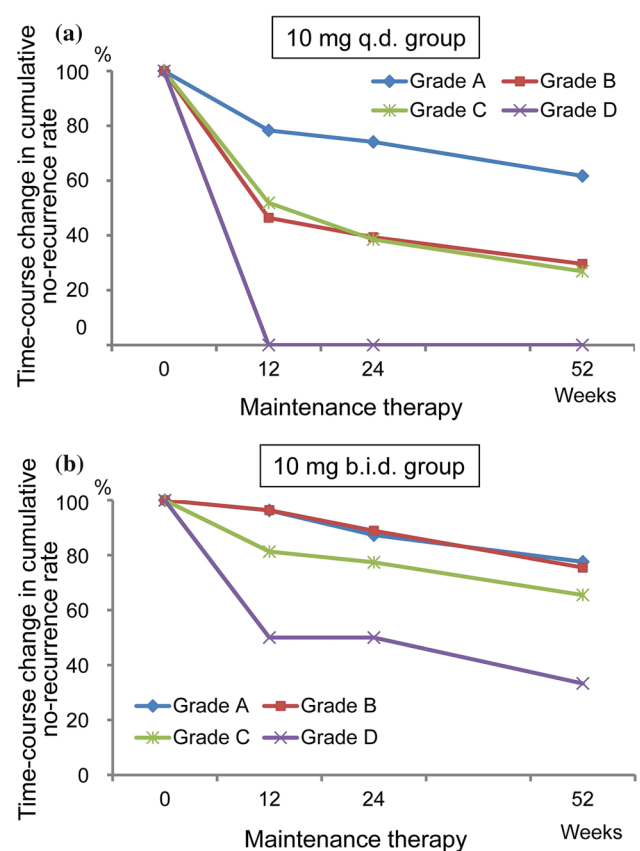 (a)
10 mg q.d. group
%
Time-course change in cumulative
no-recurrence rate
100
80
60
40
20
0
Grade A
Grade B
Grade C
Grade D
0
12
24
52
Weeks
Maintenance therapy
(b)
10 mg b.i.d. group
%
Time-course change in cumulative
no-recurrence rate
100
80
60
40
20
0
Grade A
Grade B
Grade C
Grade D
0
12
24
52
Maintenance therapy
Weeks